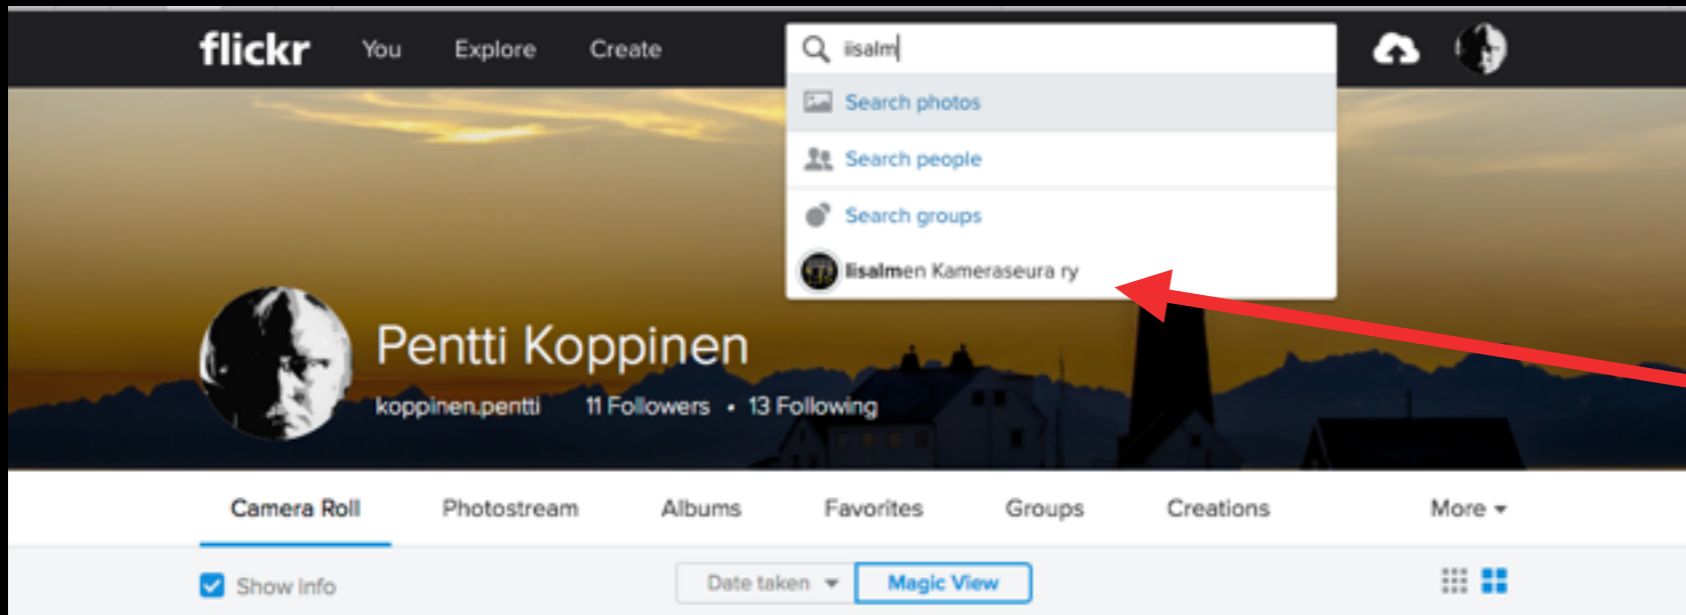 flickr You Explore Create iisalm
Search photos
Search people
Search groups
Iisalmen Kameraseura ry
Pentti Koppinen
koppinen.pentti 11 Followers • 13 Following
Camera Roll Photostream Albums Favorites Groups Creations More
Show info Date taken Magic View